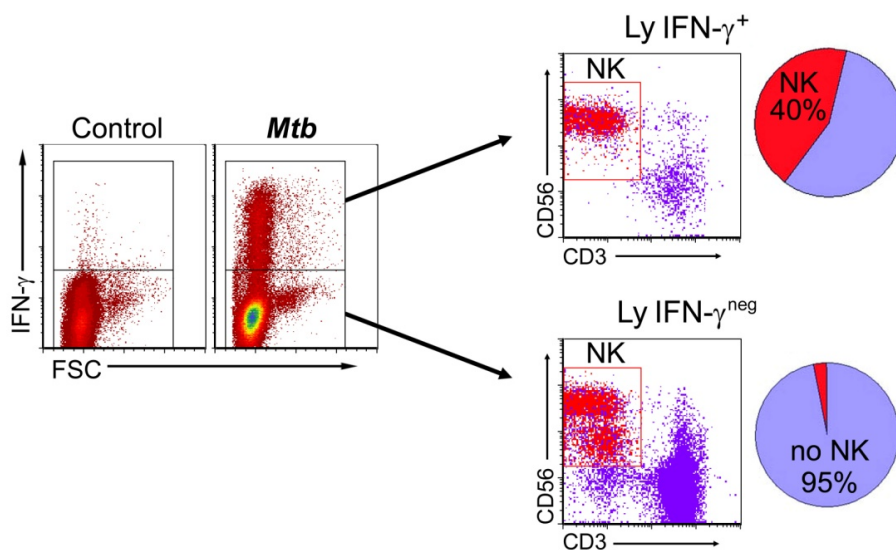 Control
Mtb
IFN-γ
FSC
Ly IFN-γ+
NK
CD56
CD3
NK
40%
Ly IFN-γneg
NK
CD56
CD3
no NK
95%